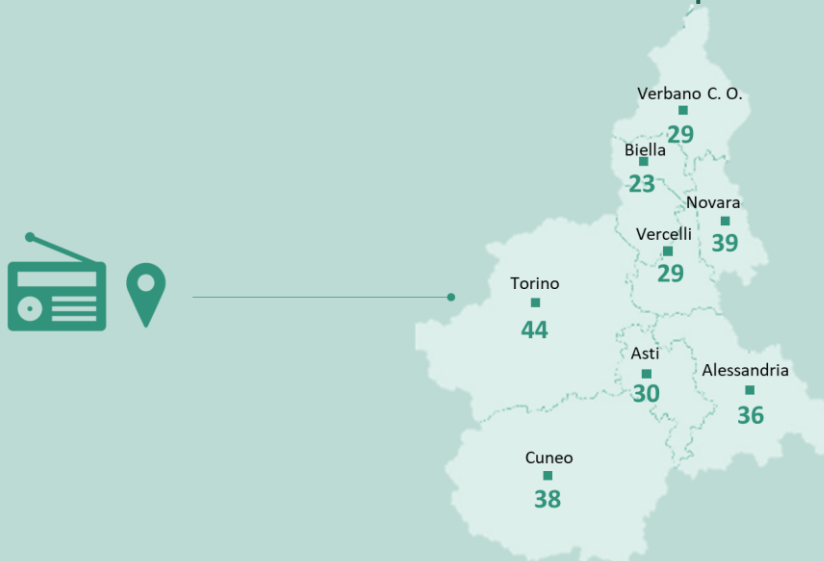 Verbano C. O.
29
Biella
23
Novara
39
Vercelli
29
Torino
44
Asti
30
Alessandria
36
Cuneo
38